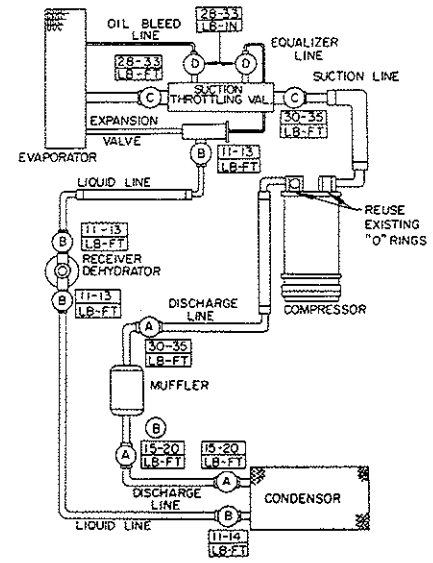 OIL BLEED
LINE
28-33
LB-IN
D
D
EQUALIZER
LINE
28-33
LB-FT
SUCTION
THROTTLING VAL.
SUCTION LINE
C
C
30-35
LB-FT
EXPANSION
VALVE
EVAPORATOR
B
11-13
LB-FT
LIQUID LINE
REUSE
EXISTING
"O" RINGS
11-13
LB-FT
B
RECEIVER
DEHYDRATOR
B
11-13
LB-FT
COMPRESSOR
DISCHARGE
LINE
A
30-35
LB-FT
MUFFLER
B
15-20
LB-FT
A
15-20
LB-FT
A
DISCHARGE
LINE
CONDENSOR
LIQUID LINE
B
11-14
LB-FT